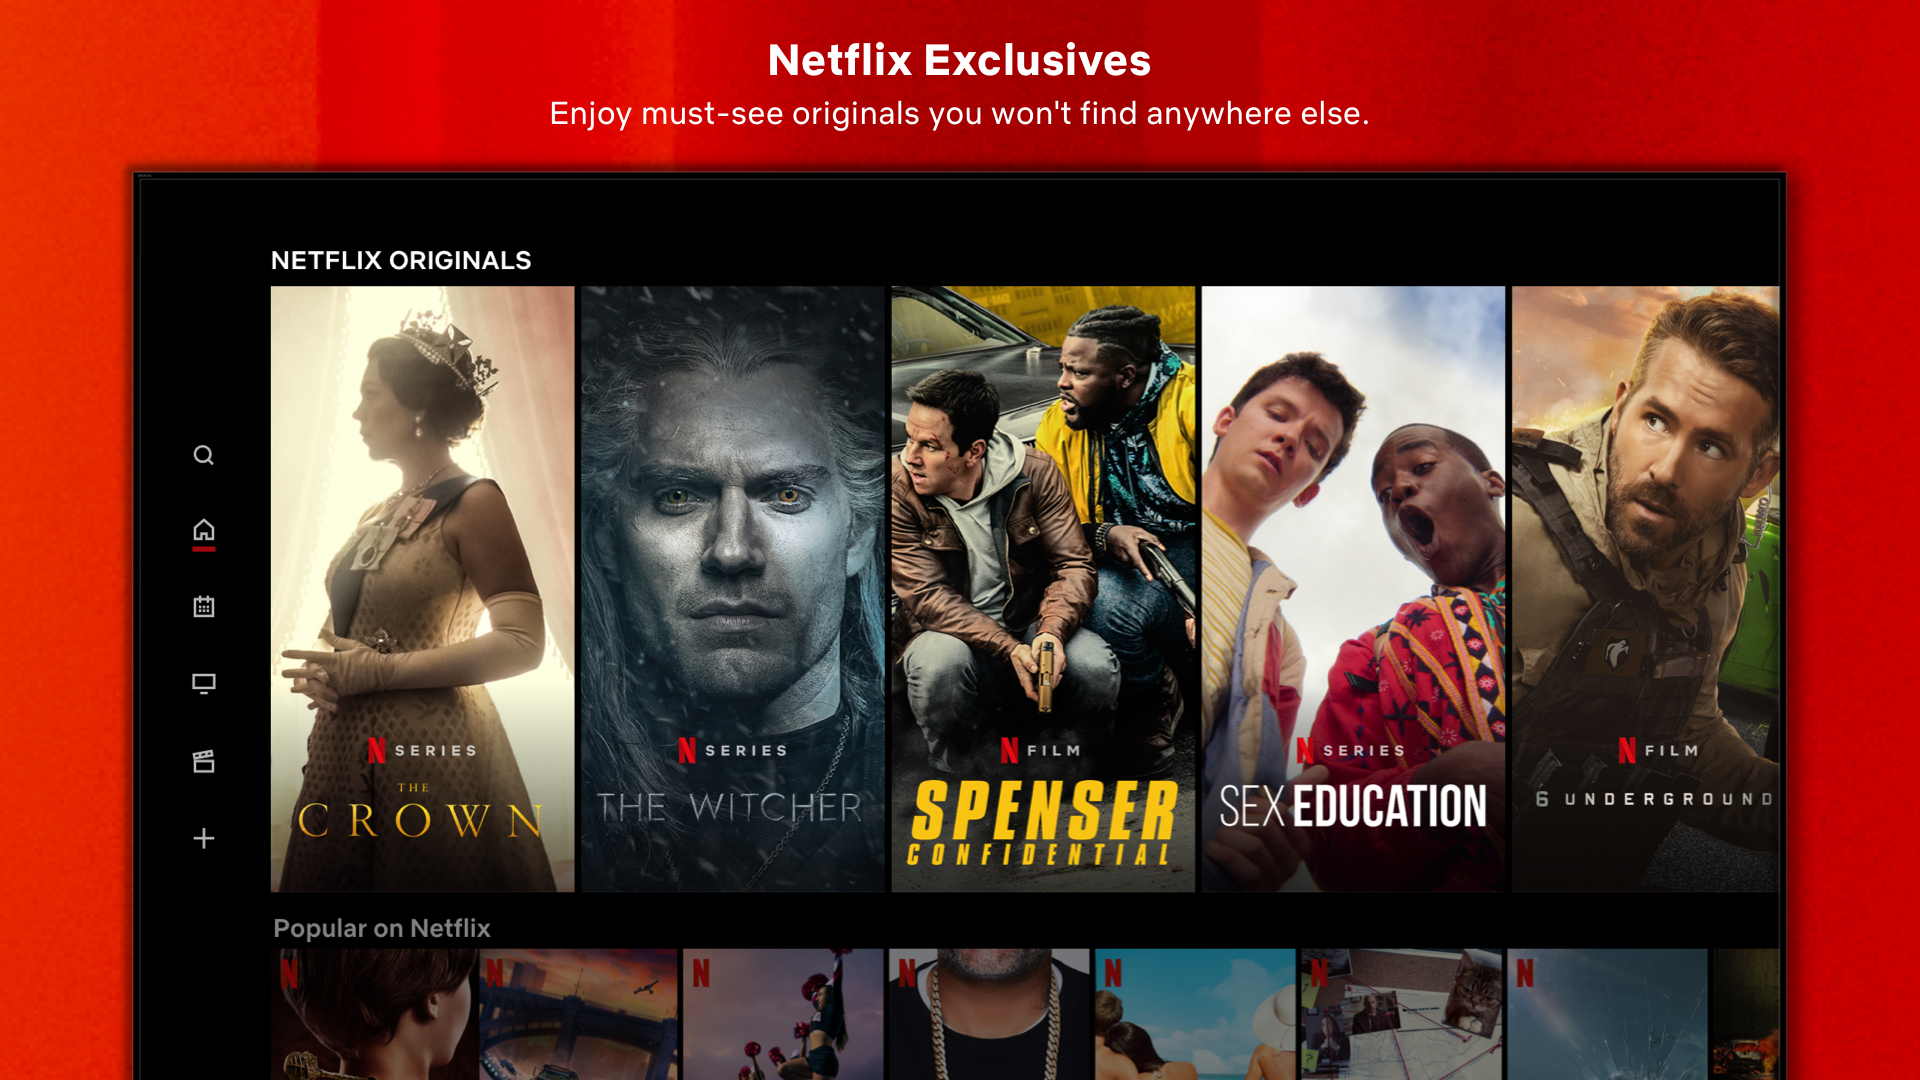 Netflix Exclusives
Enjoy must-see originals you won't find anywhere else.
NETFLIX ORIGINALS
N SERIES
THE
CROWN
N SERIES
THE WITCHER
N FILM
SPENSER
CONFIDENTIAL
N SERIES
SEX EDUCATION
N FILM
6 UNDERGROUND
Popular on Netflix
N
N
N
N
N
N
N